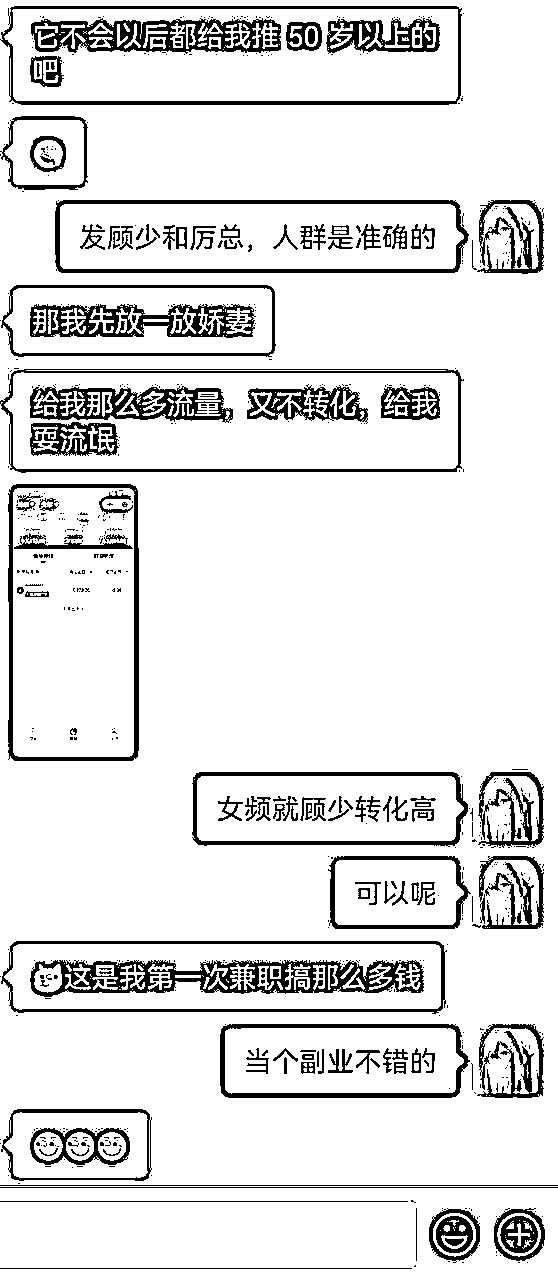 它不会以后都给我推 50 岁以上的
吧
发顾少和厉总，人群是准确的
那我先放一放娇妻
给我那么多流量，又不转化，给我
耍流氓
女频就顾少转化高
可以呢
这是我第一次兼职搞那么多钱
当个副业不错的